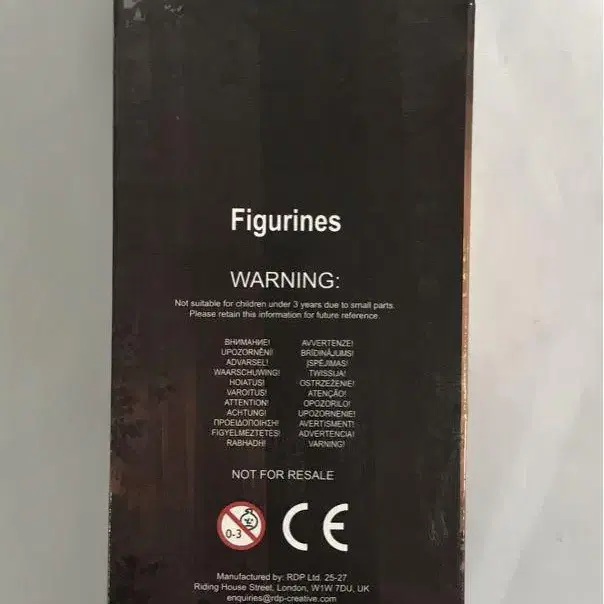 Figurines
WARNING:
Not suitable for children under 3 years due to small parts.
Please retain this information for future reference.
ВНИМАНИЕ!
UPOZORNĚNÍ!
ADVARSEL!
WAARSCHUWING!
HOIATUS!
VAROITUS!
ATTENTION!
ACHTUNG!
ΠΡΟΕΙΔΟΠΟΙΗΣΗ!
FIGYELMEZTETES!
RABHADH!
AVVERTENZE!
BRĪDINĀJUMS!
ĮSPĖJIMAS!
TWISSIJA!
OSTRZEŻENIE!
ATENÇÃO!
OPOZORILO!
UPOZORNENIE!
AVERTISMENT!
ADVERTENCIA!
VARNING!
NOT FOR RESALE
0-3
CE
Manufactured by: RDP Ltd. 25-27
Riding House Street, London, W1W 7DU, UK
enquiries@rdp-creative.com